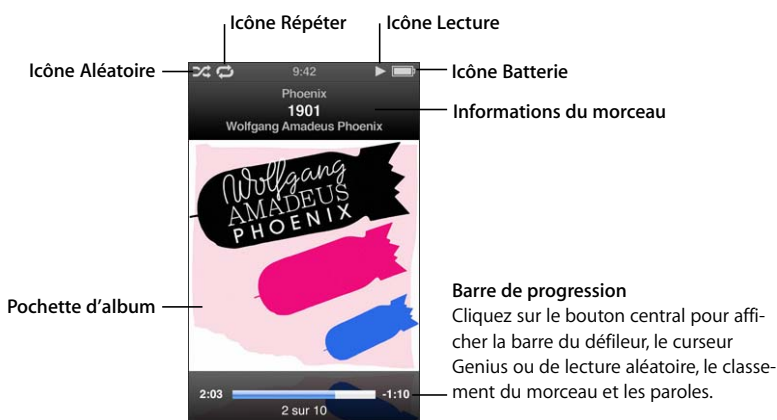 Icône Répéter
Icône Lecture
Icône Aléatoire
9:42
Icône Batterie
Phoenix
1901
Wolfgang Amadeus Phoenix
Informations du morceau
Wolfgang
AMADEUS
PHOENIX
Pochette d’album
Barre de progression
Cliquez sur le bouton central pour affi-
cher la barre du défileur, le curseur
Genius ou de lecture aléatoire, le classe-
ment du morceau et les paroles.
2:03
-1:10
2 sur 10